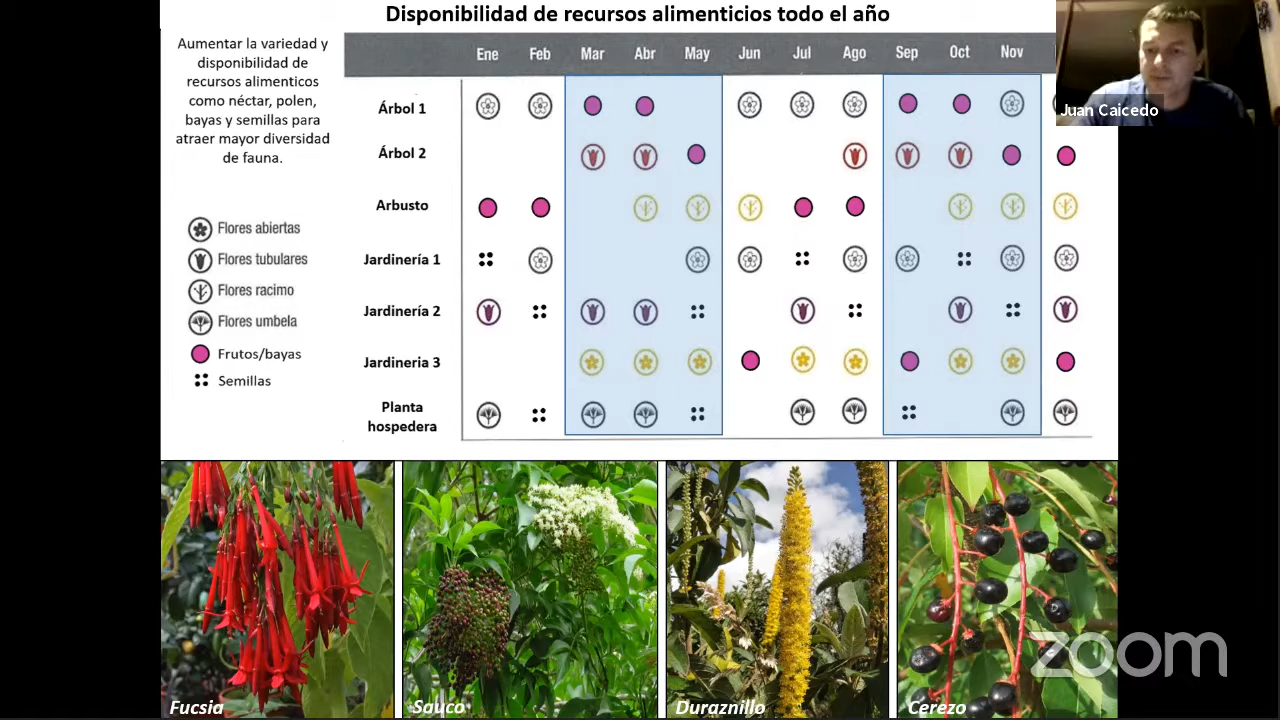 Disponibilidad de recursos alimenticios todo el año
Aumentar la variedad y
disponibilidad de
recursos alimenticos
como néctar, polen,
bayas y semillas para
atraer mayor diversidad
de fauna.
Flores abiertas
Flores tubulares
Flores racimo
Flores umbela
Frutos/bayas
Semillas
Ene Feb Mar Abr May Jun Jul Ago Sep Oct Nov
Árbol 1
Árbol 2
Arbusto
Jardinería 1
Jardinería 2
Jardineria 3
Planta
hospedera
Juan Caicedo
Fucsia
Sauco
Duraznillo
Cerezo
zoom